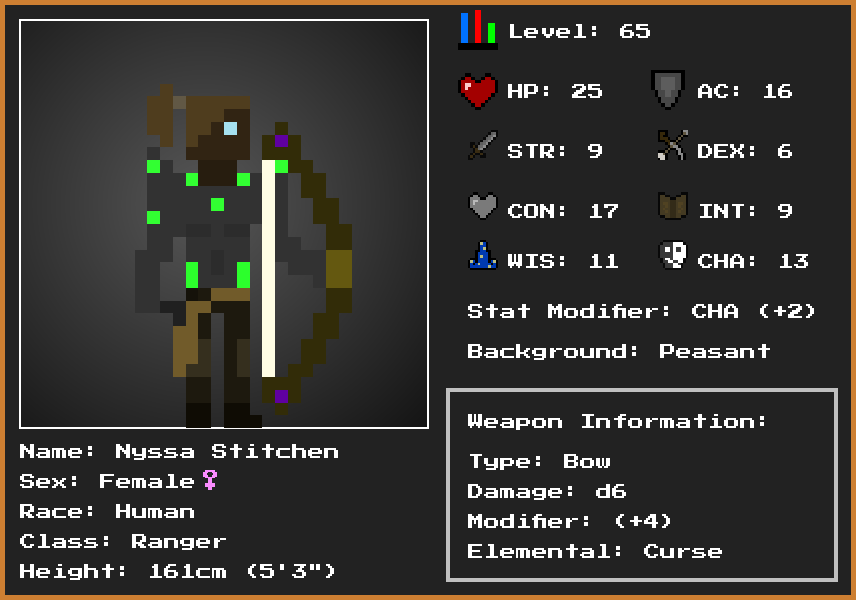 Level: 65
HP: 25
AC: 16
STR: 9
DEX: 6
CON: 17
INT: 9
WIS: 11
CHA: 13
Stat Modifier: CHA (+2)
Background: Peasant
Weapon Information:
Type: Bow
Damage: d6
Modifier: (+4)
Elemental: Curse
Name: Nyssa Stitchen
Sex: Female♀
Race: Human
Class: Ranger
Height: 161cm (5'3")